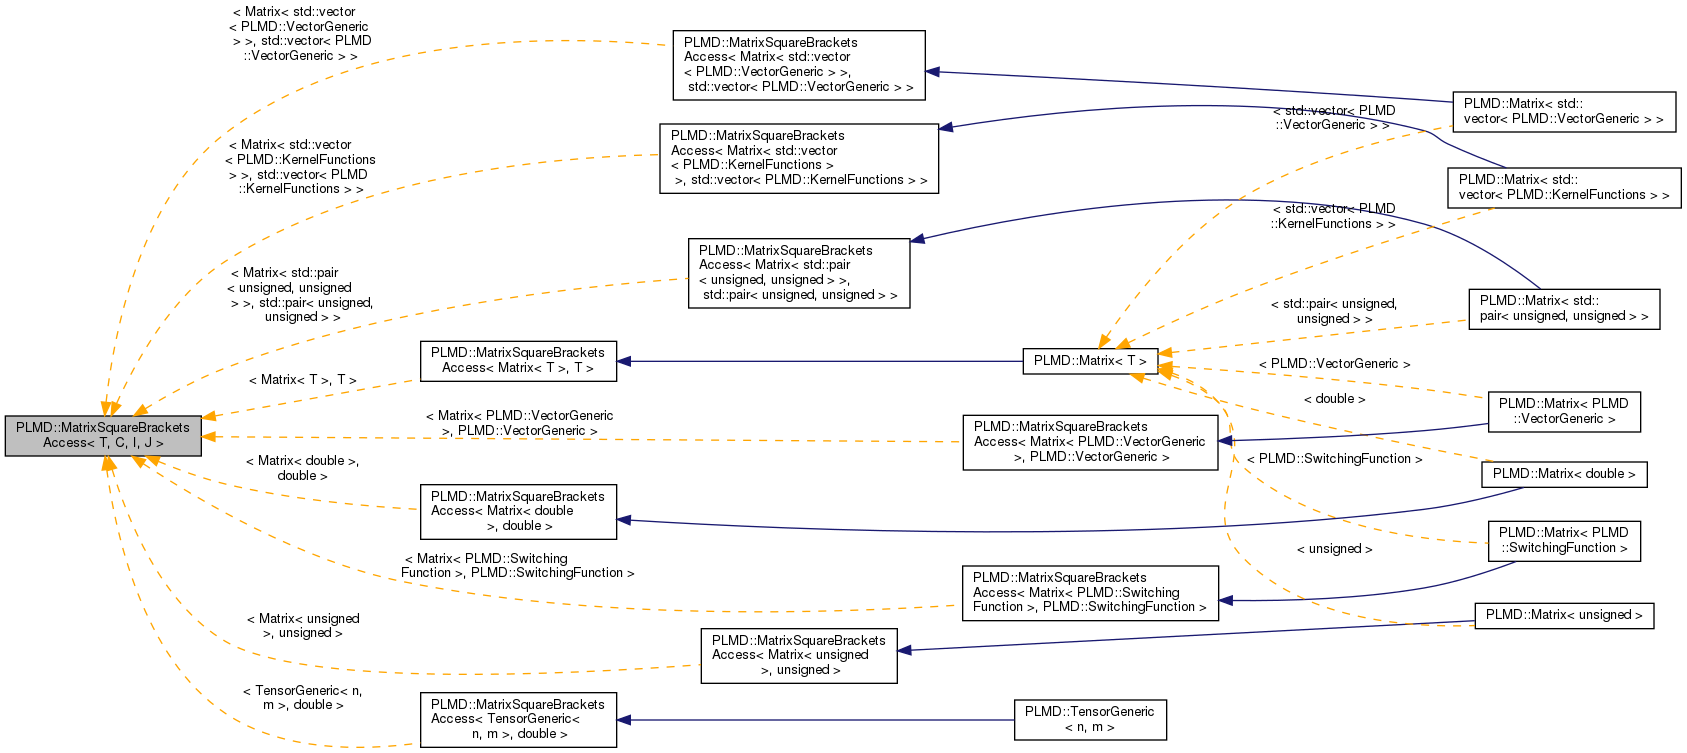 < Matrix< std::vector
< PLMD::VectorGeneric
> >, std::vector< PLMD
::VectorGeneric > >
PLMD::MatrixSquareBrackets
Access< Matrix< std::vector
< PLMD::VectorGeneric > >,
std::vector< PLMD::VectorGeneric > >
PLMD::Matrix< std::
vector< PLMD::VectorGeneric > >
< std::vector< PLMD
::VectorGeneric > >
PLMD::MatrixSquareBrackets
Access< Matrix< std::vector
< PLMD::KernelFunctions >
>, std::vector< PLMD::KernelFunctions > >
< Matrix< std::vector
< PLMD::KernelFunctions
> >, std::vector< PLMD
::KernelFunctions > >
PLMD::Matrix< std::
vector< PLMD::KernelFunctions > >
< std::vector< PLMD
::KernelFunctions > >
PLMD::MatrixSquareBrackets
Access< Matrix< std::pair
< unsigned, unsigned > >,
std::pair< unsigned, unsigned > >
< Matrix< std::pair
< unsigned, unsigned
> >, std::pair< unsigned,
unsigned > >
PLMD::Matrix< std::
pair< unsigned, unsigned > >
< std::pair< unsigned,
unsigned > >
PLMD::MatrixSquareBrackets
Access< Matrix< T >, T >
PLMD::Matrix< T >
< Matrix< T >, T >
< PLMD::VectorGeneric >
< double >
PLMD::Matrix< PLMD
::VectorGeneric >
PLMD::MatrixSquareBrackets
Access< T, C, I, J >
< Matrix< PLMD::VectorGeneric
>, PLMD::VectorGeneric >
PLMD::MatrixSquareBrackets
Access< Matrix< PLMD::VectorGeneric
>, PLMD::VectorGeneric >
< PLMD::SwitchingFunction >
PLMD::Matrix< double >
< Matrix< double >,
double >
PLMD::MatrixSquareBrackets
Access< Matrix< double
>, double >
PLMD::Matrix< PLMD
::SwitchingFunction >
< unsigned >
< Matrix< PLMD::Switching
Function >, PLMD::SwitchingFunction >
PLMD::MatrixSquareBrackets
Access< Matrix< PLMD::Switching
Function >, PLMD::SwitchingFunction >
PLMD::Matrix< unsigned >
< Matrix< unsigned
>, unsigned >
PLMD::MatrixSquareBrackets
Access< Matrix< unsigned
>, unsigned >
< TensorGeneric< n,
m >, double >
PLMD::MatrixSquareBrackets
Access< TensorGeneric<
n, m >, double >
PLMD::TensorGeneric
< n, m >